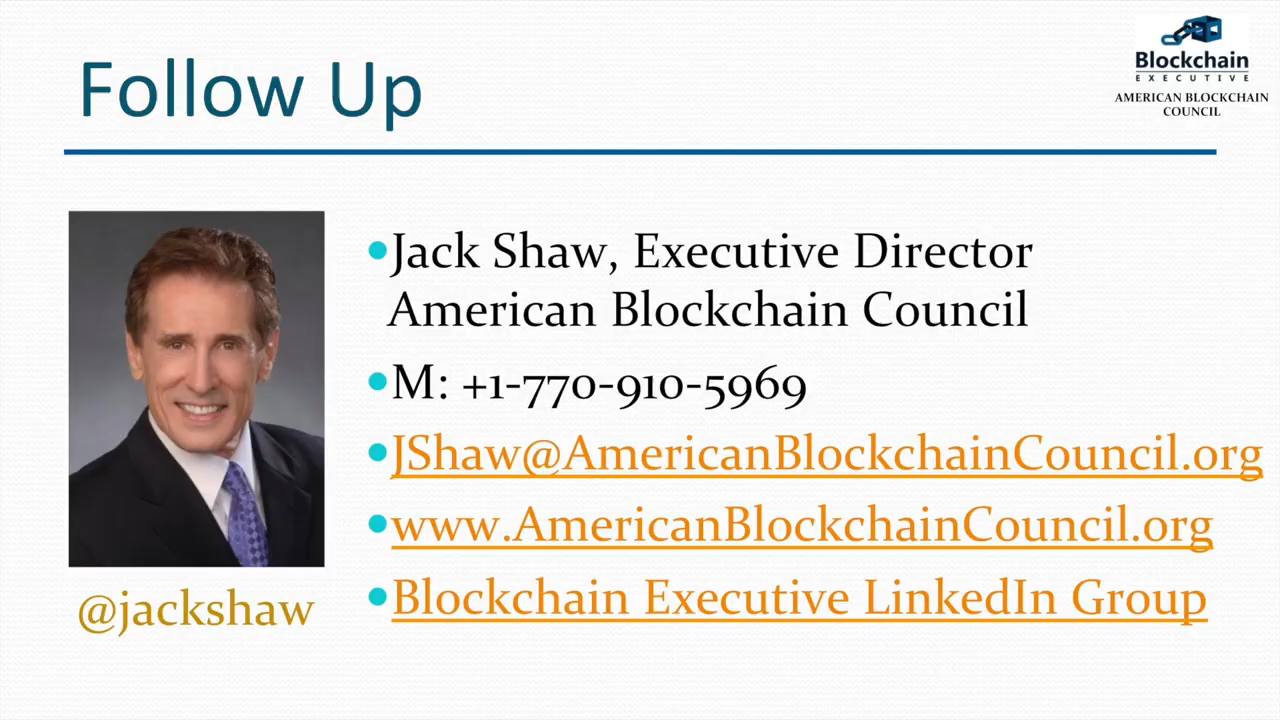 Follow Up
Blockchain
EXECUTIVE
AMERICAN BLOCKCHAIN
COUNCIL
Jack Shaw, Executive Director
American Blockchain Council
M: +1-770-910-5969
JShaw@AmericanBlockchainCouncil.org
www.AmericanBlockchainCouncil.org
Blockchain Executive LinkedIn Group
@jackshaw